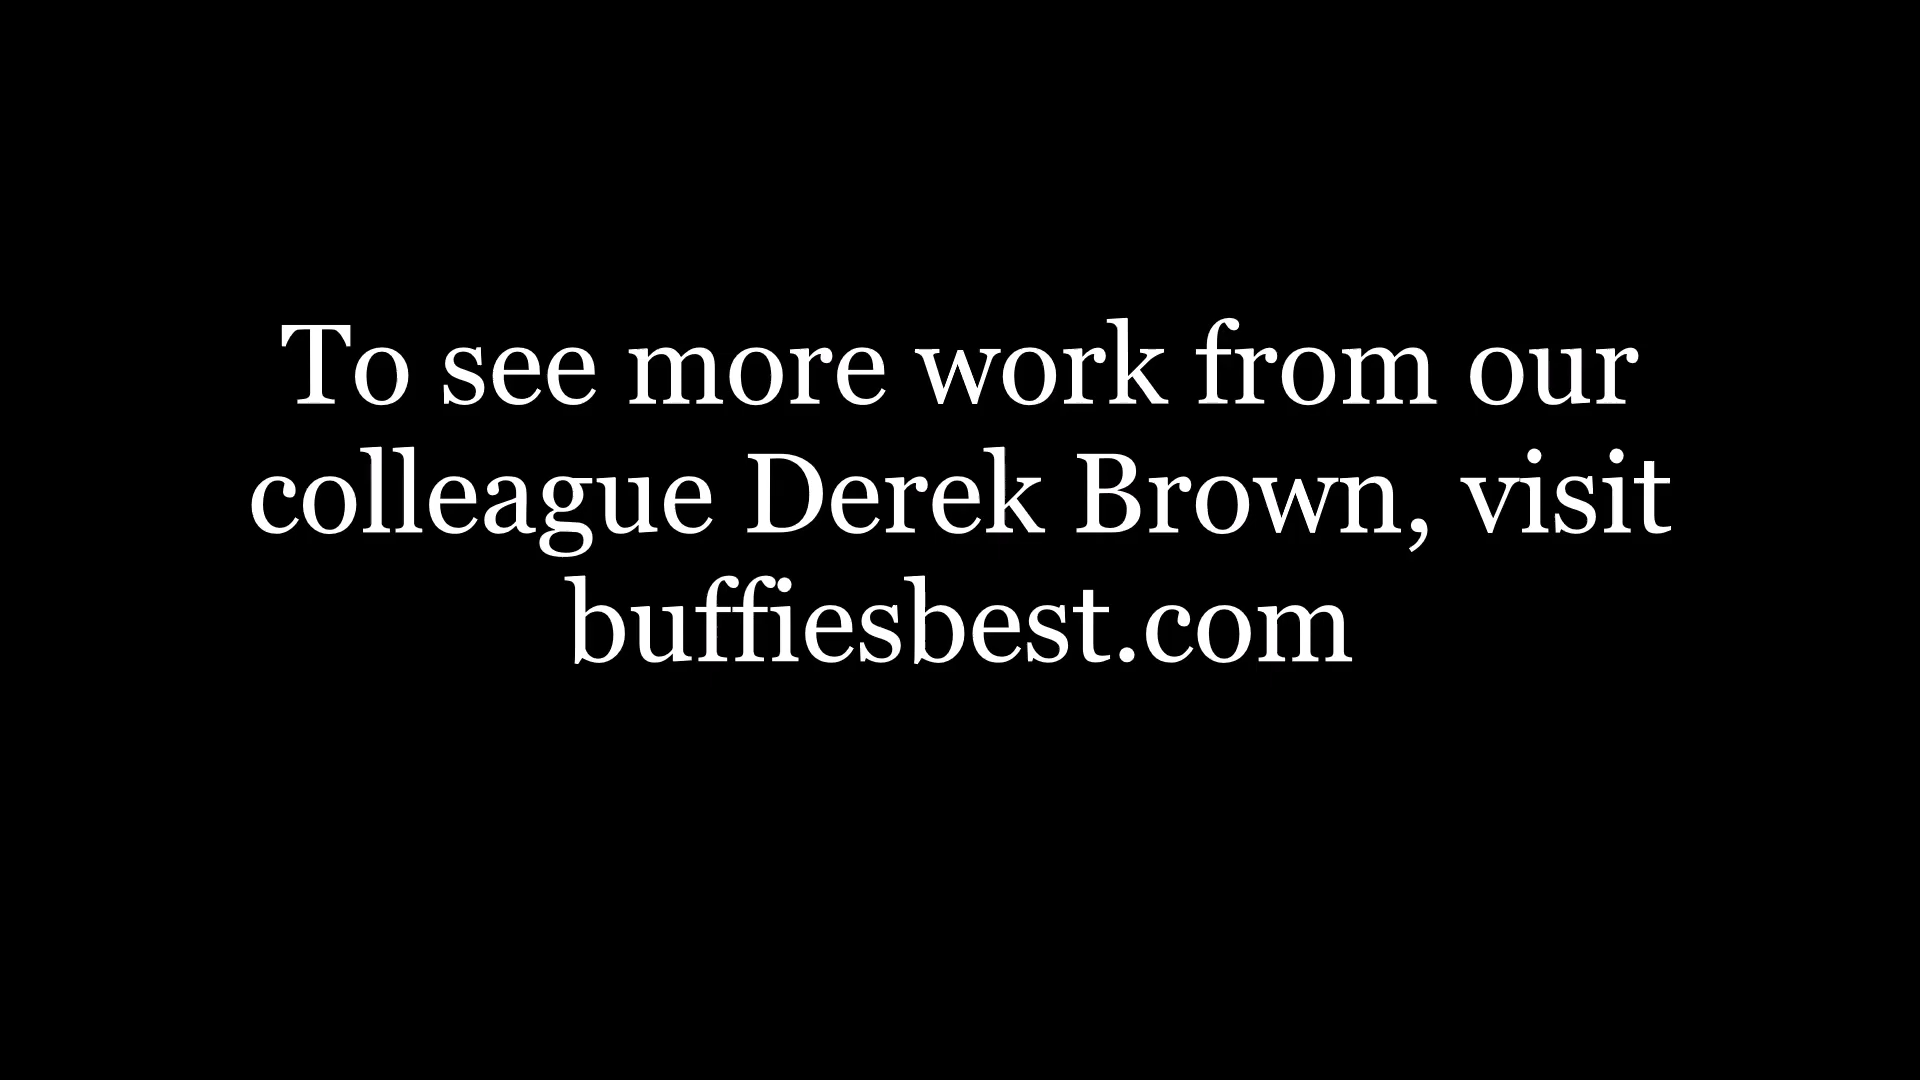 To see more work from our
colleague Derek Brown, visit
buffiesbest.com